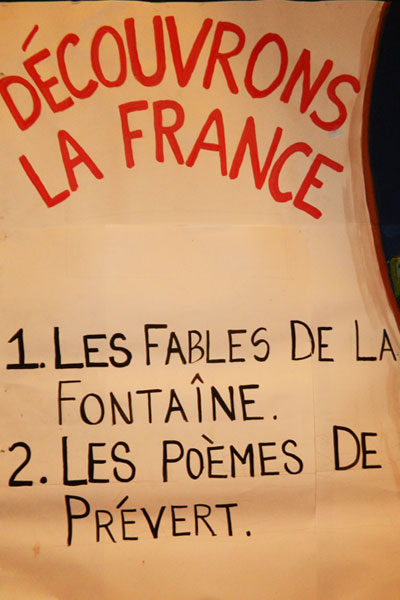 DÉCOUVRONS
LA FRANCE
1. LES FABLES DE LA
FONTAÎNE.
2. LES POÈMES DE
PRÉVERT.